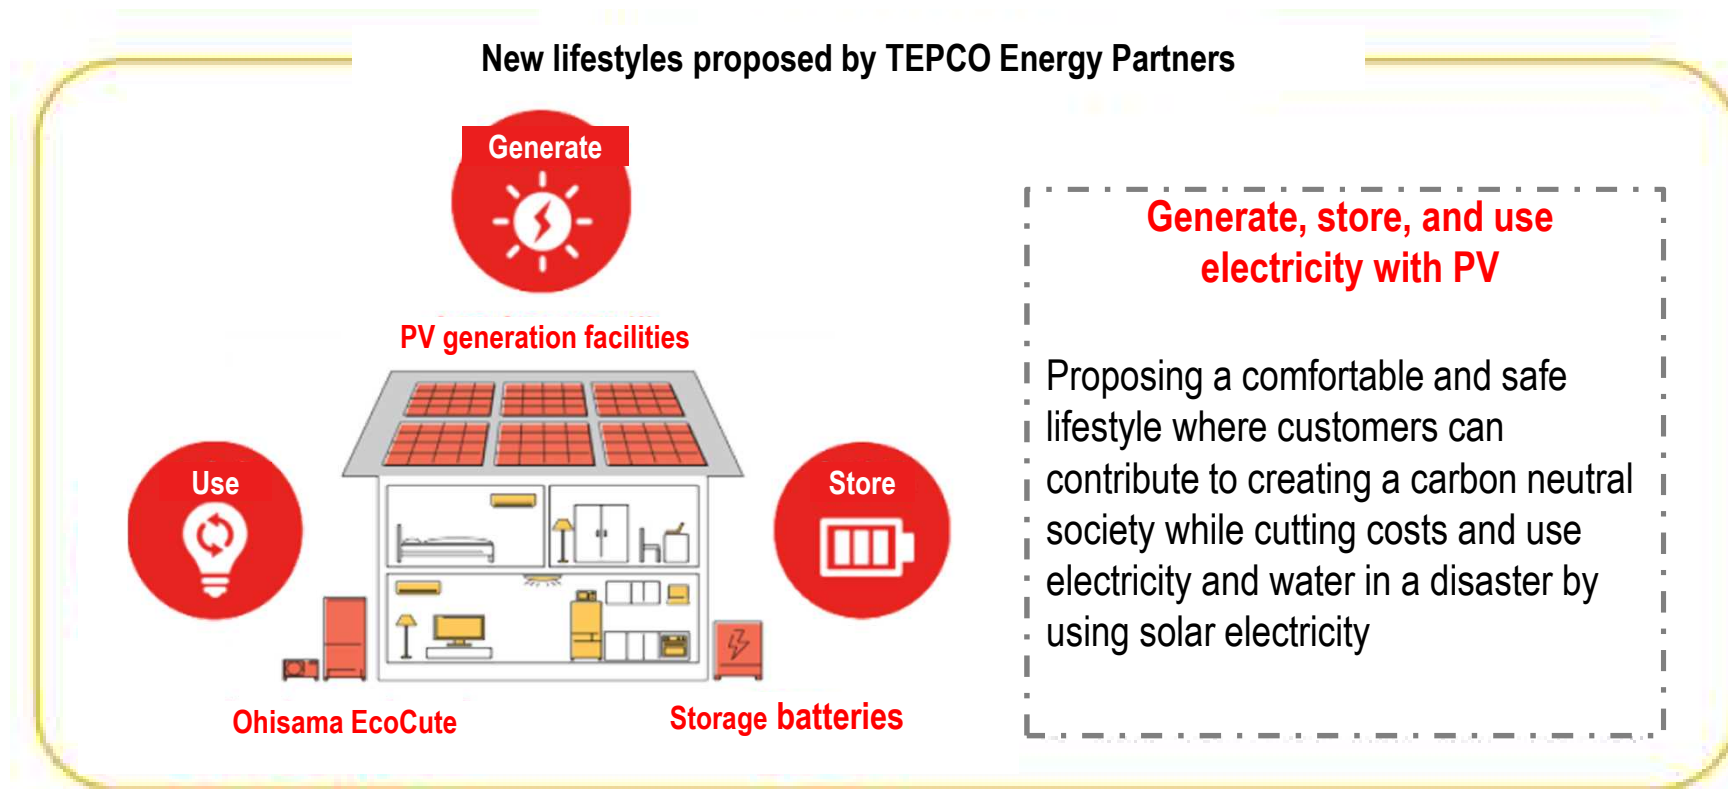 New lifestyles proposed by TEPCO Energy Partners
Generate
PV generation facilities
Use
Store
Ohisama EcoCute
Storage batteries
Generate, store, and use
electricity with PV
Proposing a comfortable and safe
lifestyle where customers can
contribute to creating a carbon neutral
society while cutting costs and use
electricity and water in a disaster by
using solar electricity